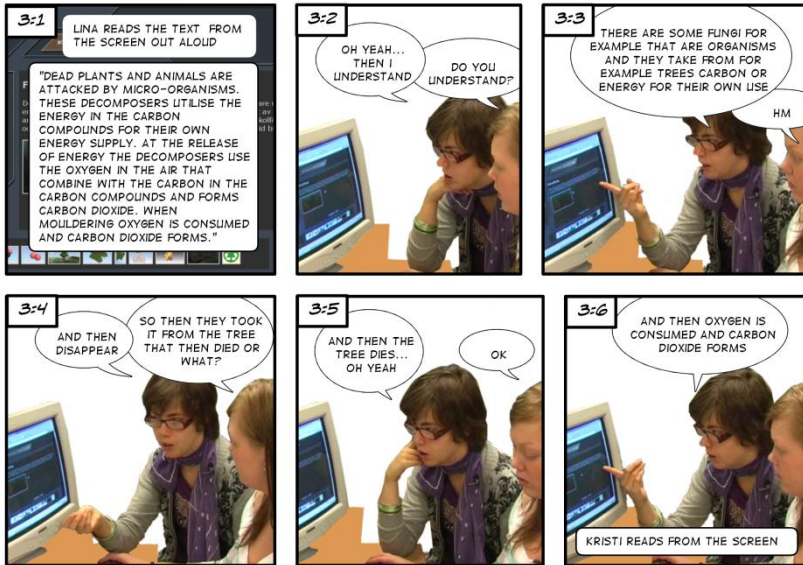 3:1
LINA READS THE TEXT FROM
THE SCREEN OUT ALOUD
"DEAD PLANTS AND ANIMALS ARE
ATTACKED BY MICRO-ORGANISMS.
THESE DECOMPOSERS UTILISE THE
ENERGY IN THE CARBON
COMPOUNDS FOR THEIR OWN
ENERGY SUPPLY. AT THE RELEASE
OF ENERGY THE DECOMPOSERS USE
THE OXYGEN IN THE AIR THAT
COMBINE WITH THE CARBON IN THE
CARBON COMPOUNDS AND FORMS
CARBON DIOXIDE. WHEN
MOULDERING OXYGEN IS CONSUMED
AND CARBON DIOXIDE FORMS."
3:2
OH YEAH...
THEN I
UNDERSTAND
DO YOU
UNDERSTAND?
3:3
THERE ARE SOME FUNGI FOR
EXAMPLE THAT ARE ORGANISMS
AND THEY TAKE FROM FOR
EXAMPLE TREES CARBON OR
ENERGY FOR THEIR OWN USE
HM
3:4
AND THEN
DISAPPEAR
SO THEN THEY TOOK
IT FROM THE TREE
THAT THEN DIED OR
WHAT?
3:5
AND THEN THE
TREE DIES...
OH YEAH
OK
3:6
AND THEN OXYGEN IS
CONSUMED AND CARBON
DIOXIDE FORMS
KRISTI READS FROM THE SCREEN